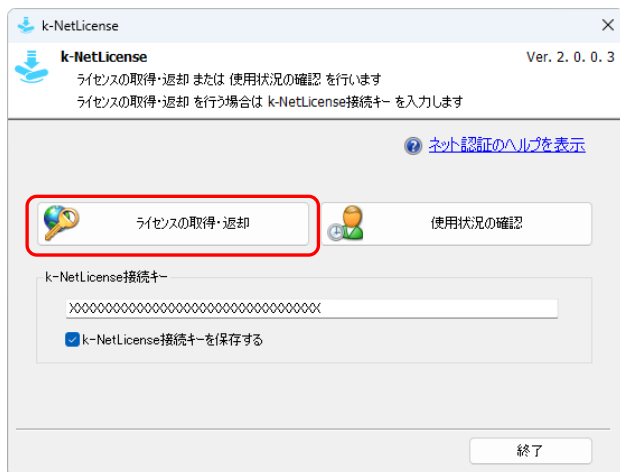 k-NetLicense
k-NetLicense
Ver. 2. 0. 0. 3
ライセンスの取得・返却 または 使用状況の確認 を行います
ライセンスの取得・返却 を行う場合は k-NetLicense接続キー を入力します
ネット認証のヘルプを表示
ライセンスの取得・返却
使用状況の確認
k-NetLicense接続キー
XXXXXXXXXXXXXXXXXXXXXXXXXXXXXXXXX
k-NetLicense接続キーを保存する
終了